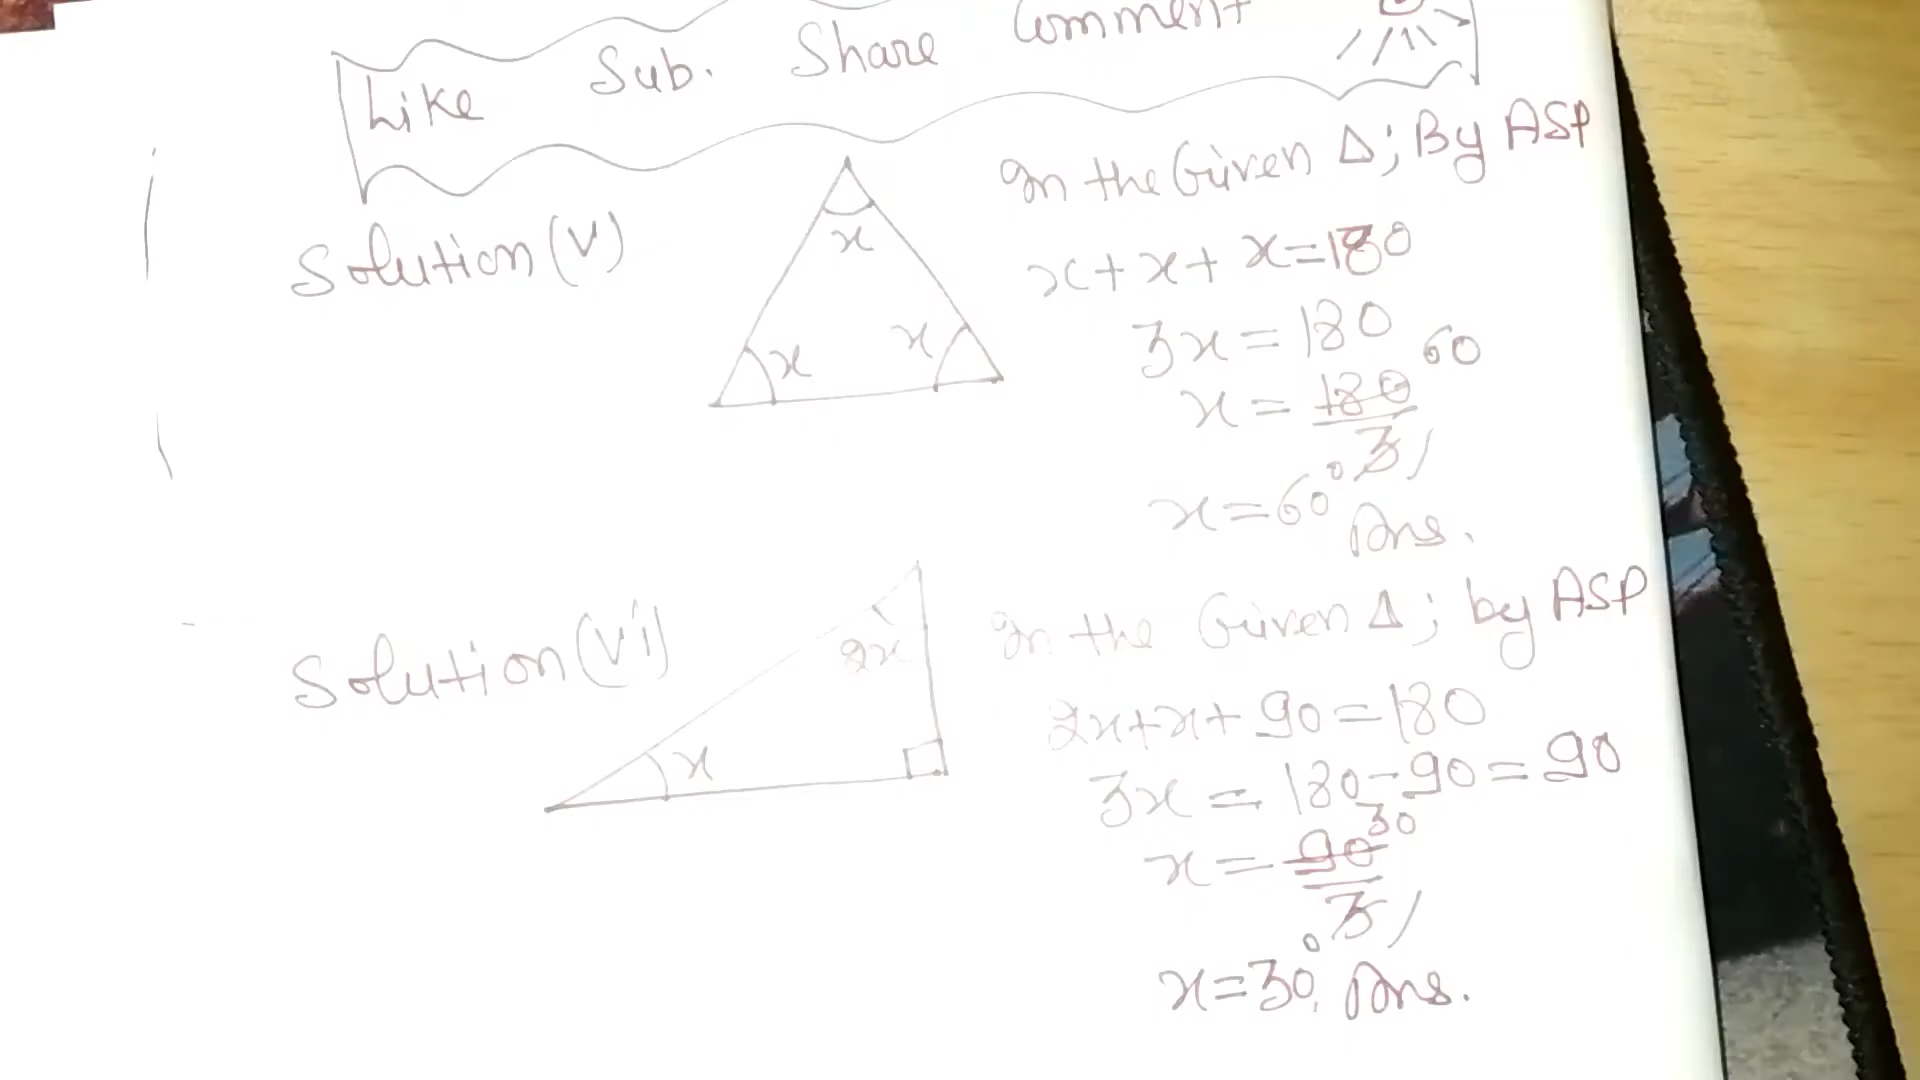 Like Sub. Share Comment
Solution (V)
x
x
x
In the Given Δ; By ASP
x + x + x = 180
3x = 180
x = 180/3 60 1
x = 60° Ans.
Solution (Vi)
2x
x
In the Given Δ; by ASP
2x + x + 90 = 180
3x = 180 - 90 = 90
x = 90/3 30 1
x = 30° Ans.